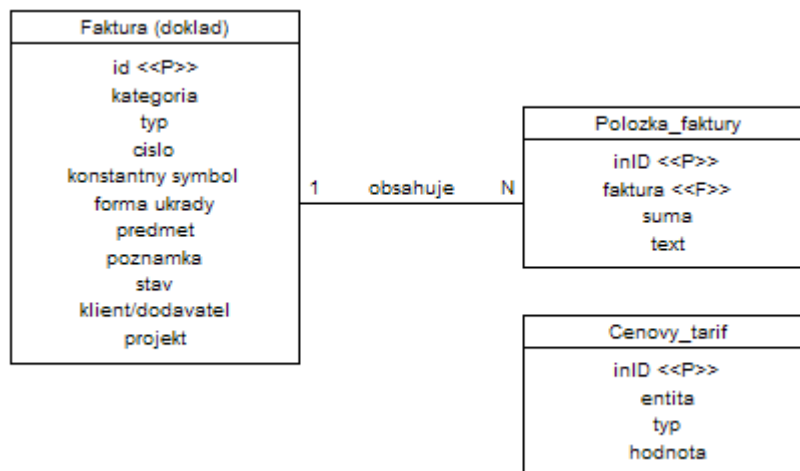 Faktura (doklad)
id <<P>>
kategoria
typ
cislo
konstantny symbol
forma ukrady
predmet
poznamka
stav
klient/dodavatel
projekt
1 obsahuje N
Polozka_faktury
inID <<P>>
faktura <<F>>
suma
text
Cenovy_tarif
inID <<P>>
entita
typ
hodnota